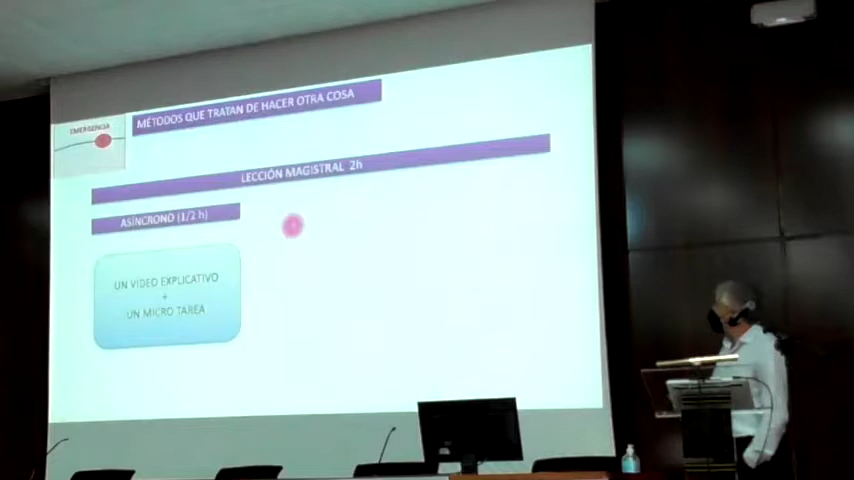 EMERGENCIA
MÉTODOS QUE TRATAN DE HACER OTRA COSA
LECCIÓN MAGISTRAL 2h
ASÍNCRONO (1/2 h)
UN VIDEO EXPLICATIVO
+
UN MICRO TAREA